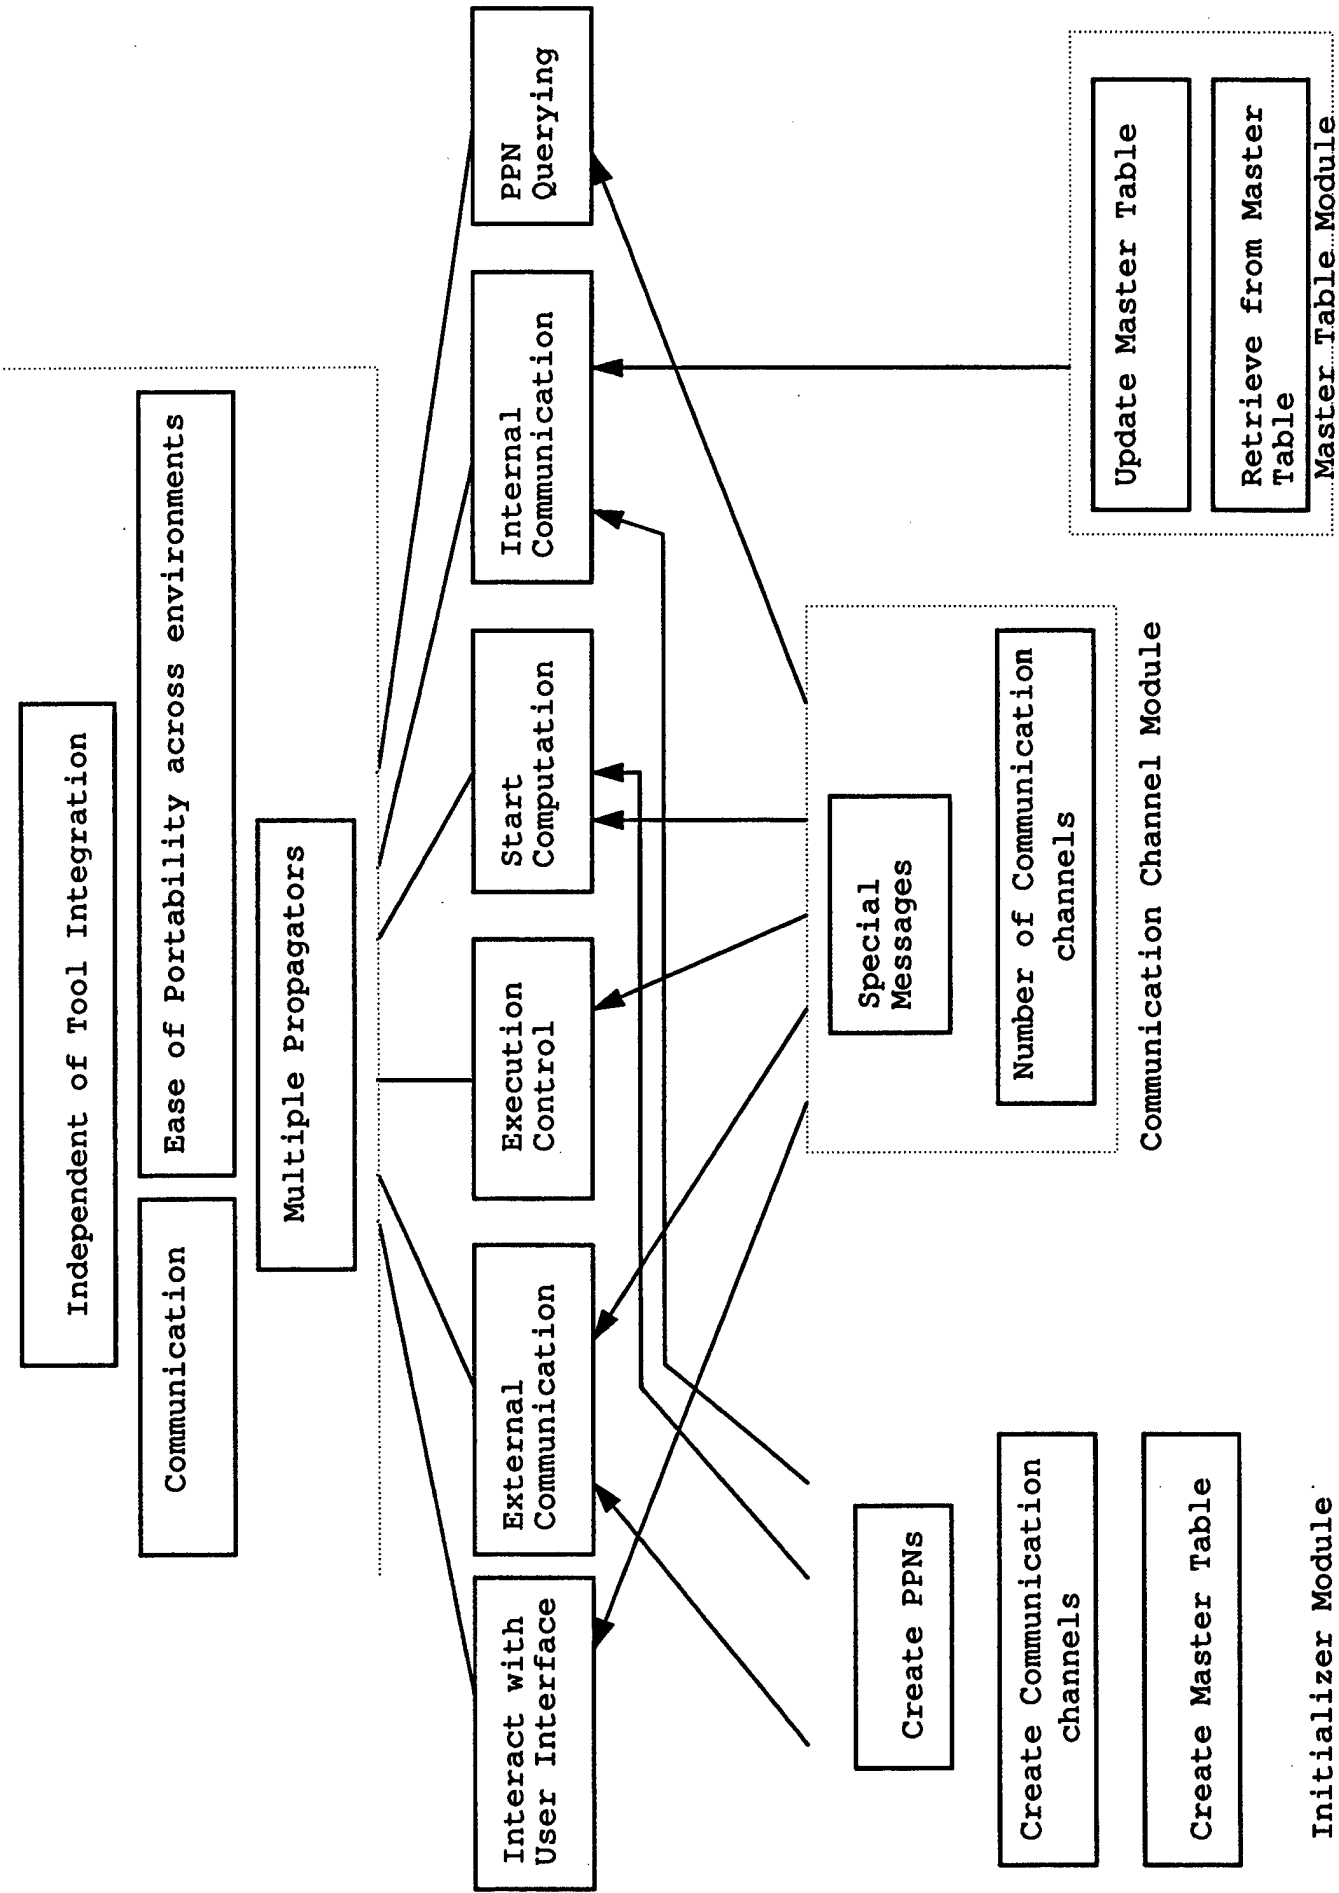 Independent of Tool Integration
Communication
Ease of Portability across environments
Multiple Propagators
Interact with
User Interface
External
Communication
Execution
Control
Start
Computation
Internal
Communication
PPN
Querying
Create PPNs
Create Communication
channels
Create Master Table
Initializer Module
Special
Messages
Number of Communication
channels
Communication Channel Module
Update Master Table
Retrieve from Master
Table
Master Table Module